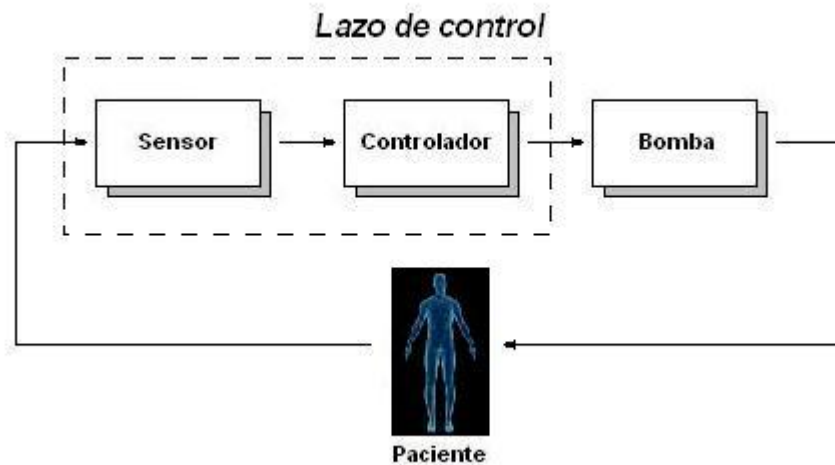 Lazo de control
Sensor
Controlador
Bomba
Paciente